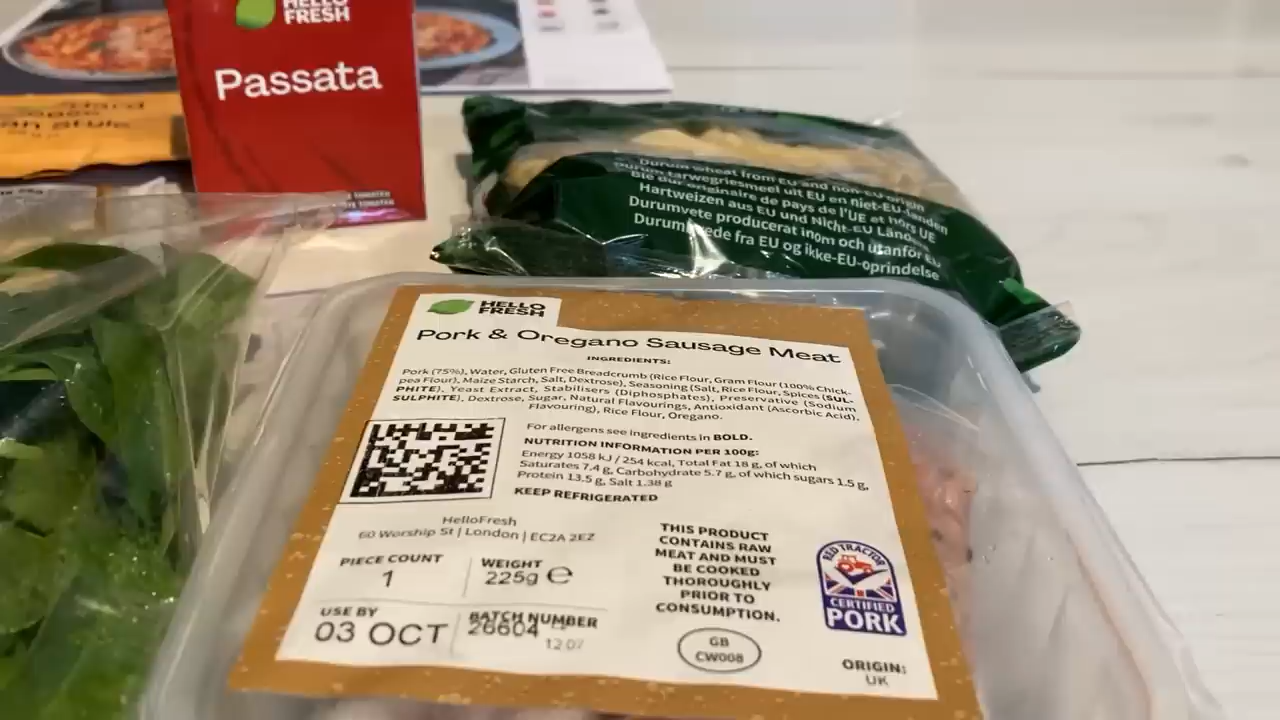 HELLO
FRESH
Passata
an Style
Durum wheat from EU and non-EU origin
Durum tarwegriesmeel uit EU en niet-EU-landen
Blé dur originaire de pays de l'UE et hors UE
Hartweizen aus EU und Nicht-EU Ländern
Durumvete producerat inom och utanför EU
Durum ede fra EU og ikke-EU-oprindelse
HELLO
FRESH
Pork & Oregano Sausage Meat
INGREDIENTS:
Pork (75%), Water, Gluten Free Breadcrumb (Rice Flour, Gram Flour (100% Chick-
pea Flour), Maize Starch, Salt, Dextrose), Seasoning (Salt, Rice Flour, Spices (SUL-
PHITE), Yeast Extract, Stabilisers (Diphosphates), Preservative (Sodium
SULPHITE), Dextrose, Sugar, Natural Flavourings, Antioxidant (Ascorbic Acid),
Flavouring), Rice Flour, Oregano.
For allergens see ingredients in BOLD.
NUTRITION INFORMATION PER 100g:
Energy 1058 kJ / 254 kcal, Total Fat 18 g, of which
Saturates 7.4 g, Carbohydrate 5.7 g, of which sugars 1.5 g,
Protein 13.5 g, Salt 1.38 g
KEEP REFRIGERATED
HelloFresh
60 Worship St | London | EC2A 2EZ
PIECE COUNT
1
WEIGHT
225g e
USE BY
03 OCT
BATCH NUMBER
26604
12:07
THIS PRODUCT
CONTAINS RAW
MEAT AND MUST
BE COOKED
THOROUGHLY
PRIOR TO
CONSUMPTION.
GB
CW008
RED TRACTOR
CERTIFIED
PORK
ORIGIN:
UK